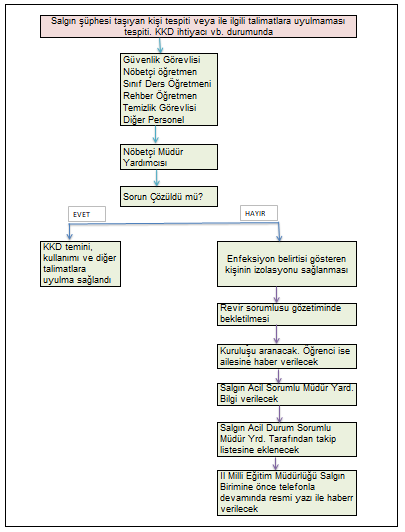 Salgın şüphesi taşıyan kişi tespiti veya ile ilgili talimatlara uyulmaması
tespiti. KKD ihtiyacı vb. durumunda
Güvenlik Görevlisi
Nöbetçi öğretmen
Sınıf Ders Öğretmeni
Rehber Öğretmen
Temizlik Görevlisi
Diğer Personel
Nöbetçi Müdür
Yardımcısı
Sorun Çözüldü mü?
EVET
HAYIR
KKD temini,
kullanımı ve diğer
talimatlara
uyulma sağlandı
Enfeksiyon belirtisi gösteren
kişinin izolasyonu sağlanması
Revir sorumlusu gözetiminde
bekletilmesi
Kuruluşu aranacak. Öğrenci ise
ailesine haber verilecek
Salgın Acil Sorumlu Müdür Yard.
Bilgi verilecek
Salgın Acil Durum Sorumlu
Müdür Yrd. Tarafından takip
listesine eklenecek
II Milli Eğitim Müdürlüğü Salgın
Birimine önce telefonla
devamında resmi yazı ile haberr
verilecek